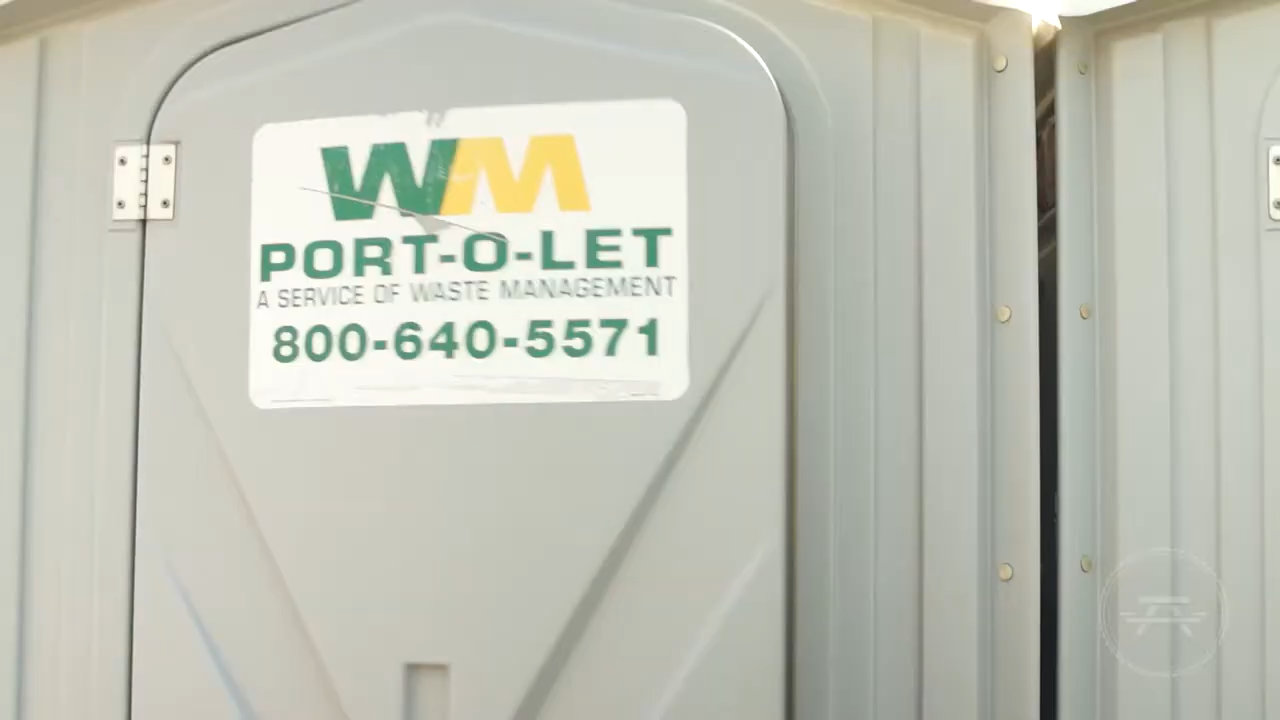 WM
PORT-O-LET
A SERVICE OF WASTE MANAGEMENT
800-640-5571